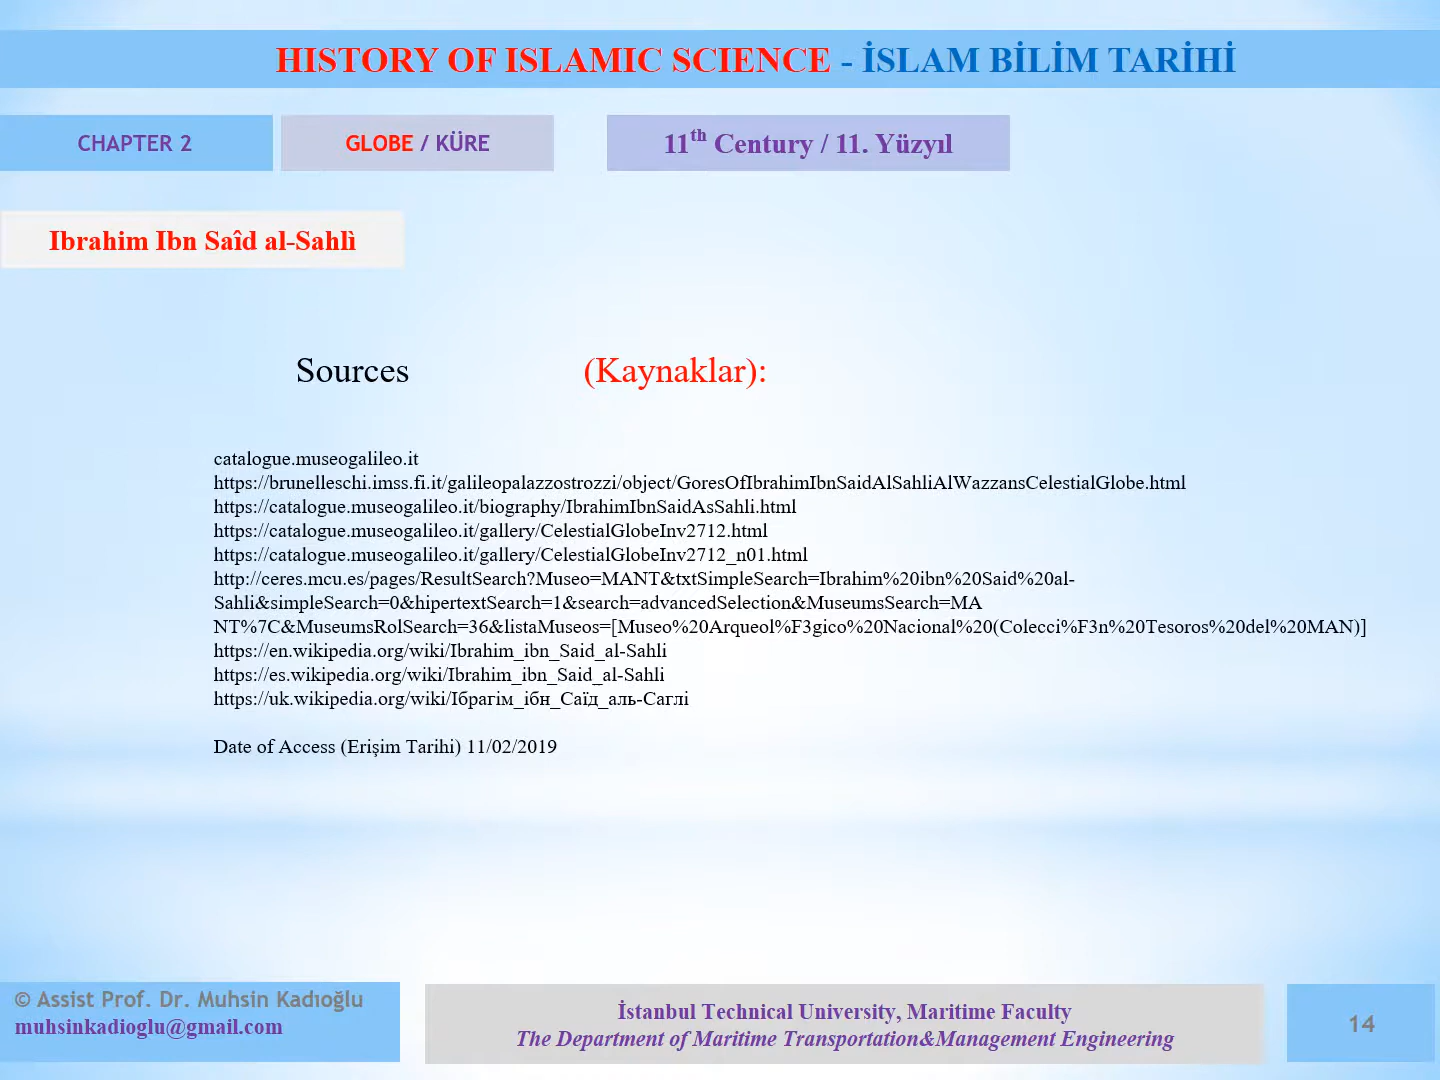 HISTORY OF ISLAMIC SCIENCE - İSLAM BİLİM TARİHİ
CHAPTER 2
GLOBE / KÜRE
11th Century / 11. Yüzyıl
Ibrahim Ibn Saîd al-Sahlì
Sources (Kaynaklar):
catalogue.museogalileo.it
https://brunelleschi.imss.fi.it/galileopalazzostrozzi/object/GoresOfIbrahimIbnSaidAlSahliAlWazzansCelestialGlobe.html
https://catalogue.museogalileo.it/biography/IbrahimIbnSaidAsSahli.html
https://catalogue.museogalileo.it/gallery/CelestialGlobeInv2712.html
https://catalogue.museogalileo.it/gallery/CelestialGlobeInv2712_n01.html
http://ceres.mcu.es/pages/ResultSearch?Museo=MANT&txtSimpleSearch=Ibrahim%20ibn%20Said%20al-
Sahli&simpleSearch=0&hipertextSearch=1&search=advancedSelection&MuseumsSearch=MA
NT%7C&MuseumsRolSearch=36&listaMuseos=[Museo%20Arqueol%F3gico%20Nacional%20(Colecci%F3n%20Tesoros%20del%20MAN)]
https://en.wikipedia.org/wiki/Ibrahim_ibn_Said_al-Sahli
https://es.wikipedia.org/wiki/Ibrahim_ibn_Said_al-Sahli
https://uk.wikipedia.org/wiki/Ібрагім_ібн_Саїд_аль-Саглі
Date of Access (Erişim Tarihi) 11/02/2019
© Assist Prof. Dr. Muhsin Kadıoğlu
muhsinkadioglu@gmail.com
İstanbul Technical University, Maritime Faculty
The Department of Maritime Transportation&Management Engineering
14